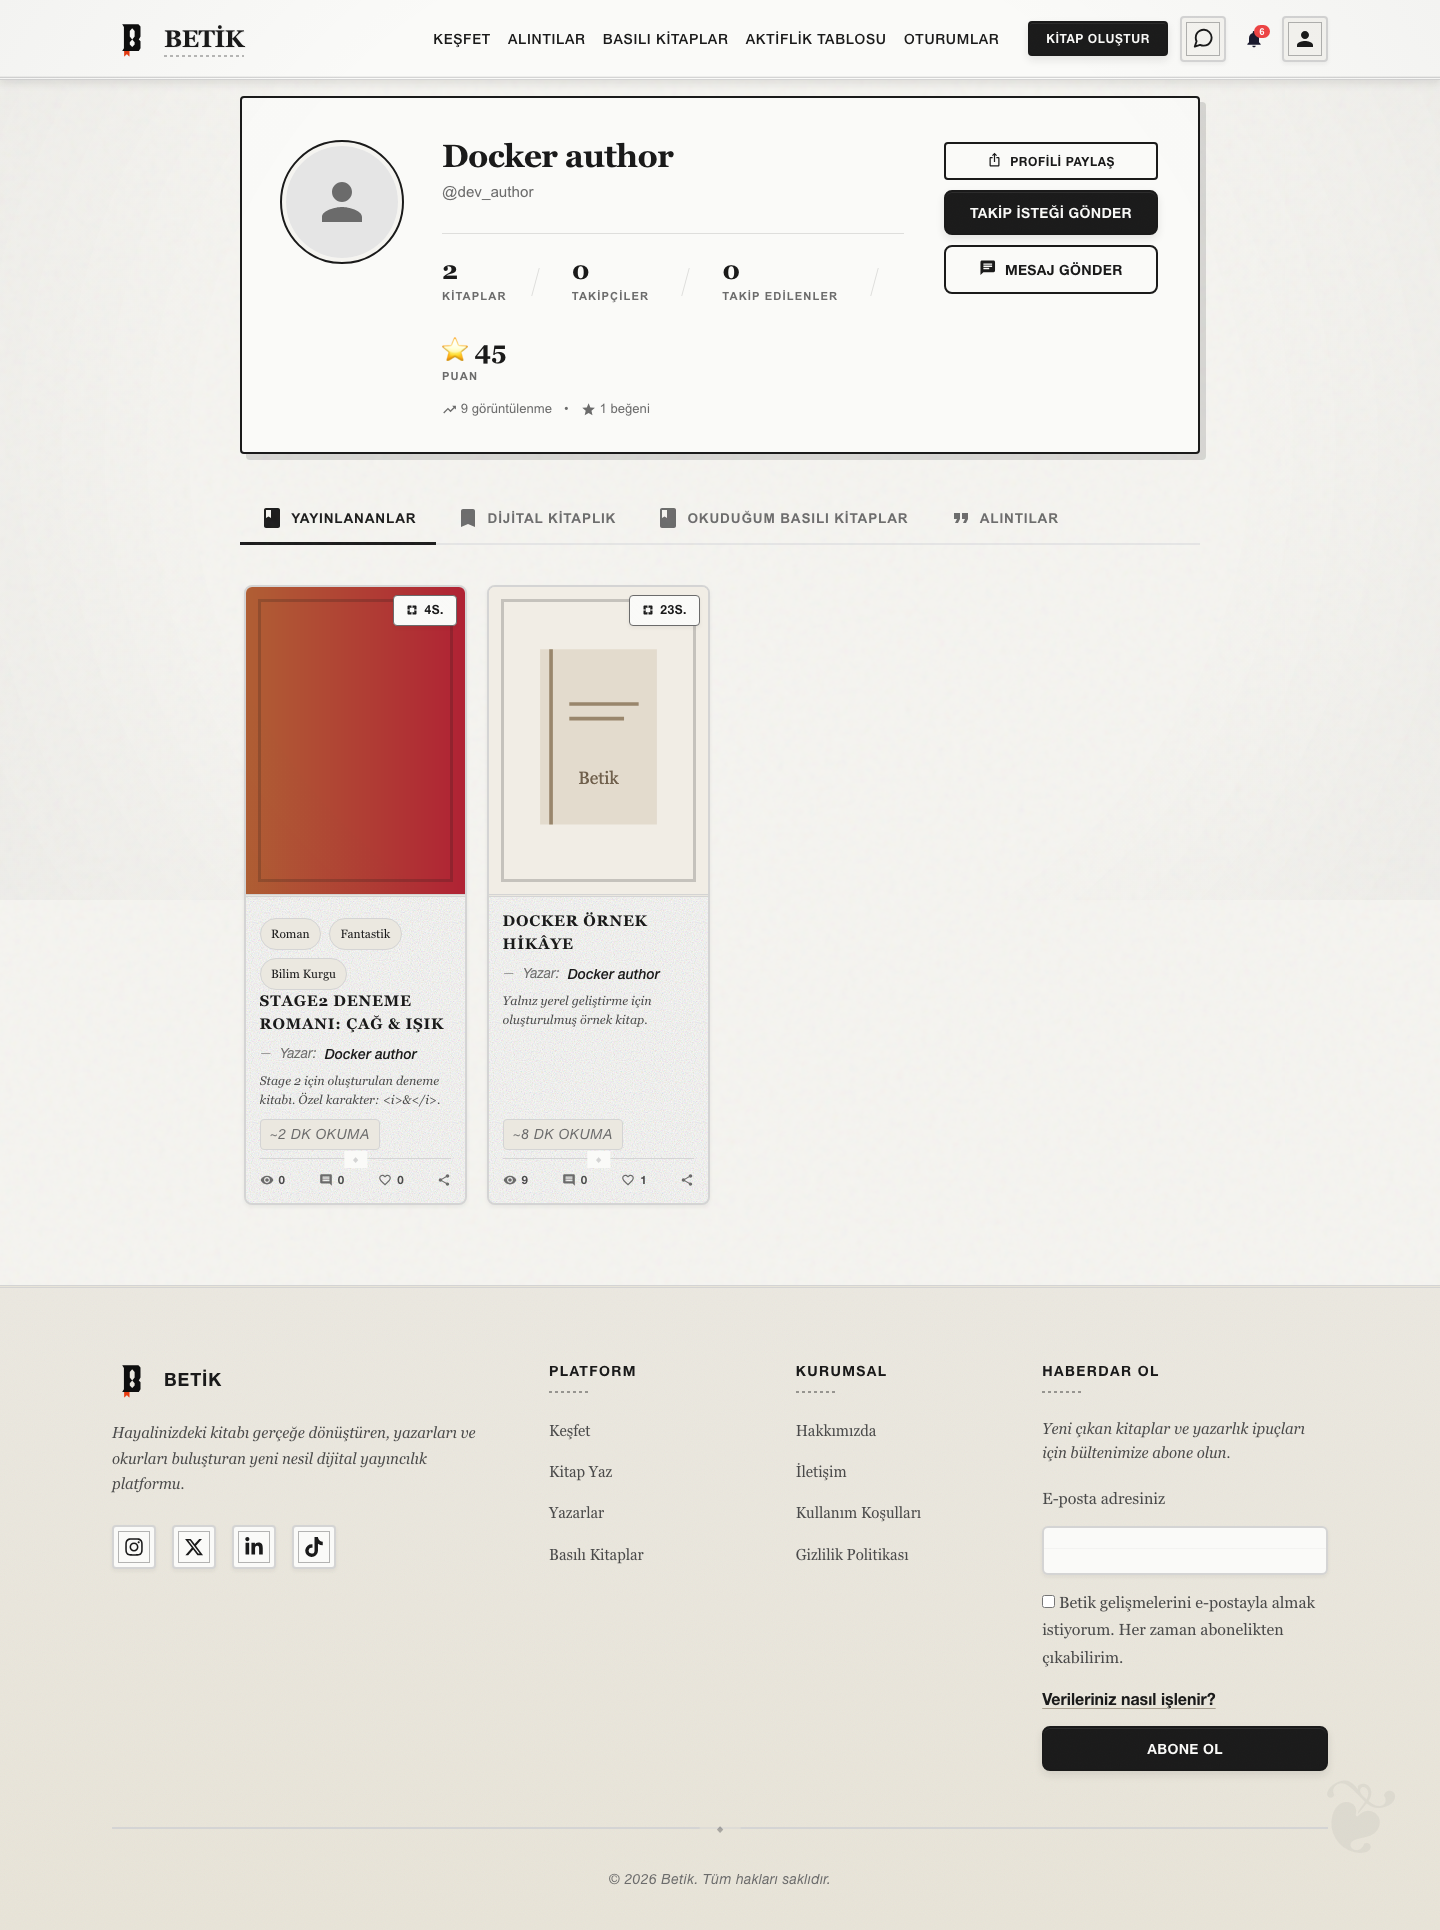 BETİK
KEŞFET ALINTILAR BASILI KİTAPLAR AKTİFLİK TABLOSU OTURUMLAR KİTAP OLUŞTUR 6
Docker author
@dev_author
2 0 0
KİTAPLAR TAKİPÇİLER TAKİP EDİLENLER
45
PUAN
9 görüntülenme • 1 beğeni
PROFİLİ PAYLAŞ
TAKİP İSTEĞİ GÖNDER
MESAJ GÖNDER
YAYINLANANLAR DİJİTAL KİTAPLIK OKUDUĞUM BASILI KİTAPLAR ALINTILAR
4S.
Roman Fantastik
Bilim Kurgu
STAGE2 DENEME
ROMANI: ÇAĞ & IŞIK
— Yazar: Docker author
Stage 2 için oluşturulan deneme
kitabı. Özel karakter: <i>&</i>.
~2 DK OKUMA
0 0 0
23S.
Betik
DOCKER ÖRNEK
HİKÂYE
— Yazar: Docker author
Yalnız yerel geliştirme için
oluşturulmuş örnek kitap.
~8 DK OKUMA
9 0 1
BETİK
Hayalinizdeki kitabı gerçeğe dönüştüren, yazarları ve
okurları buluşturan yeni nesil dijital yayıncılık
platformu.
PLATFORM
Keşfet
Kitap Yaz
Yazarlar
Basılı Kitaplar
KURUMSAL
Hakkımızda
İletişim
Kullanım Koşulları
Gizlilik Politikası
HABERDAR OL
Yeni çıkan kitaplar ve yazarlık ipuçları
için bültenimize abone olun.
E-posta adresiniz
Betik gelişmelerini e-postayla almak
istiyorum. Her zaman abonelikten
çıkabilirim.
Verileriniz nasıl işlenir?
ABONE OL
© 2026 Betik. Tüm hakları saklıdır.